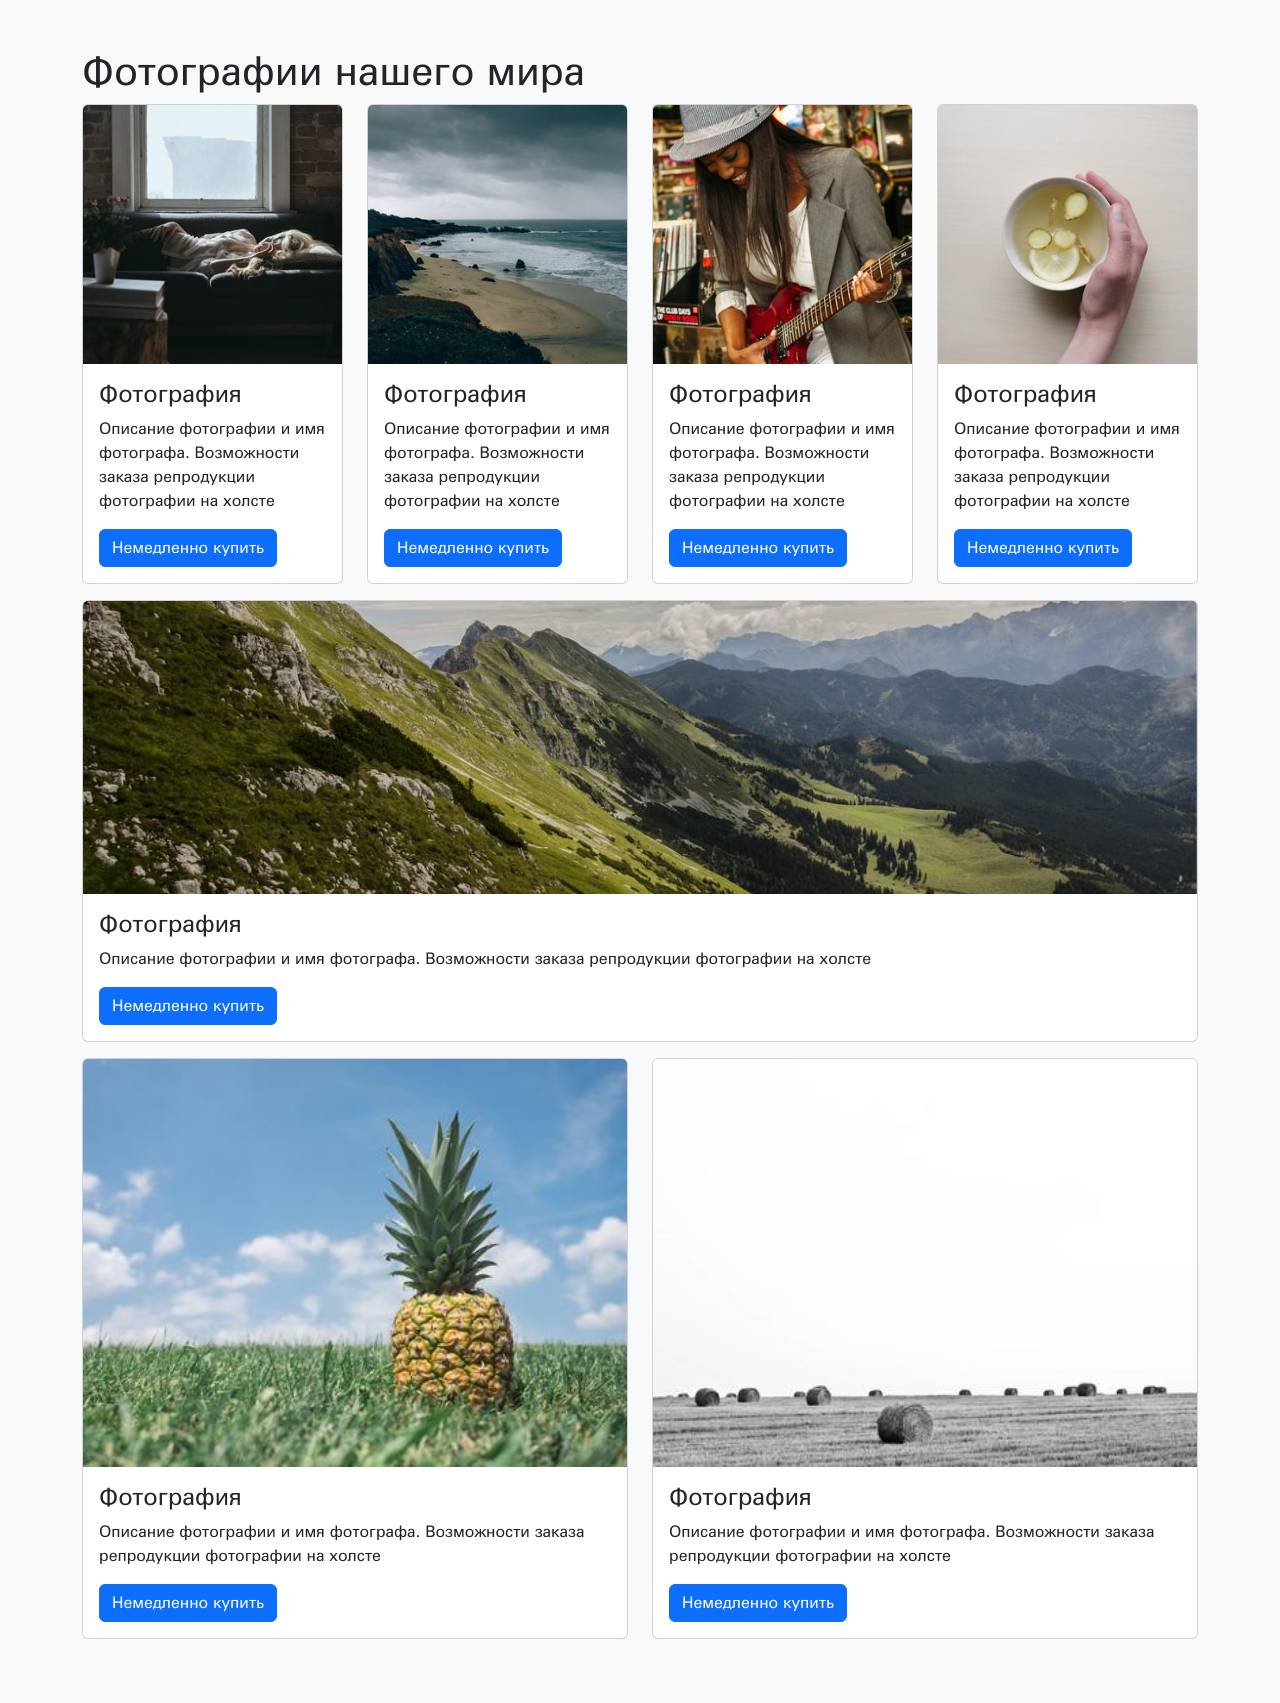 Фотографии нашего мира
THE CLUB DAYS
OF
Фотография
Описание фотографии и имя
фотографа. Возможности
заказа репродукции
фотографии на холсте
Немедленно купить
Фотография
Описание фотографии и имя
фотографа. Возможности
заказа репродукции
фотографии на холсте
Немедленно купить
Фотография
Описание фотографии и имя
фотографа. Возможности
заказа репродукции
фотографии на холсте
Немедленно купить
Фотография
Описание фотографии и имя
фотографа. Возможности
заказа репродукции
фотографии на холсте
Немедленно купить
Фотография
Описание фотографии и имя фотографа. Возможности заказа репродукции фотографии на холсте
Немедленно купить
Фотография
Описание фотографии и имя фотографа. Возможности заказа
репродукции фотографии на холсте
Немедленно купить
Фотография
Описание фотографии и имя фотографа. Возможности заказа
репродукции фотографии на холсте
Немедленно купить